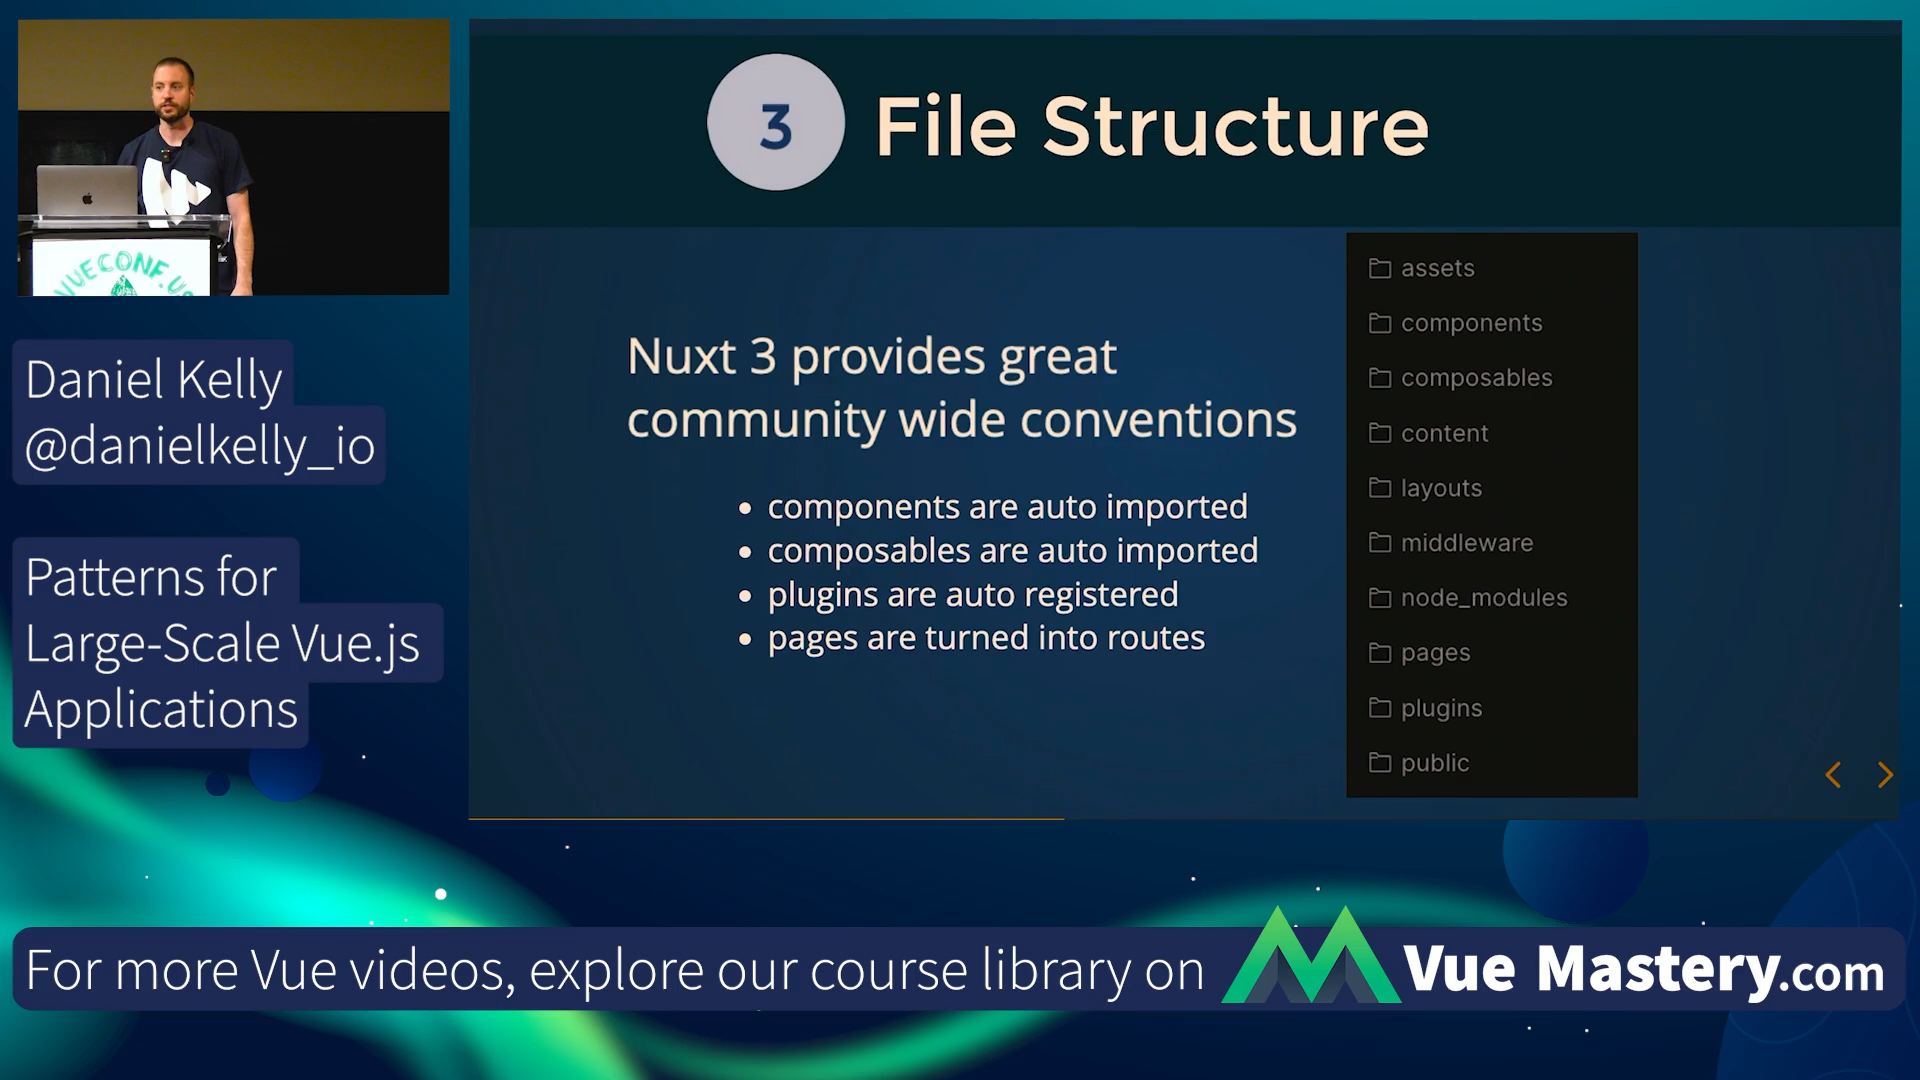 VUECONF.US
Daniel Kelly
@danielkelly_io
Patterns for
Large-Scale Vue.js
Applications
3 File Structure
Nuxt 3 provides great
community wide conventions
• components are auto imported
• composables are auto imported
• plugins are auto registered
• pages are turned into routes
assets
components
composables
content
layouts
middleware
node_modules
pages
plugins
public
For more Vue videos, explore our course library on Vue Mastery.com